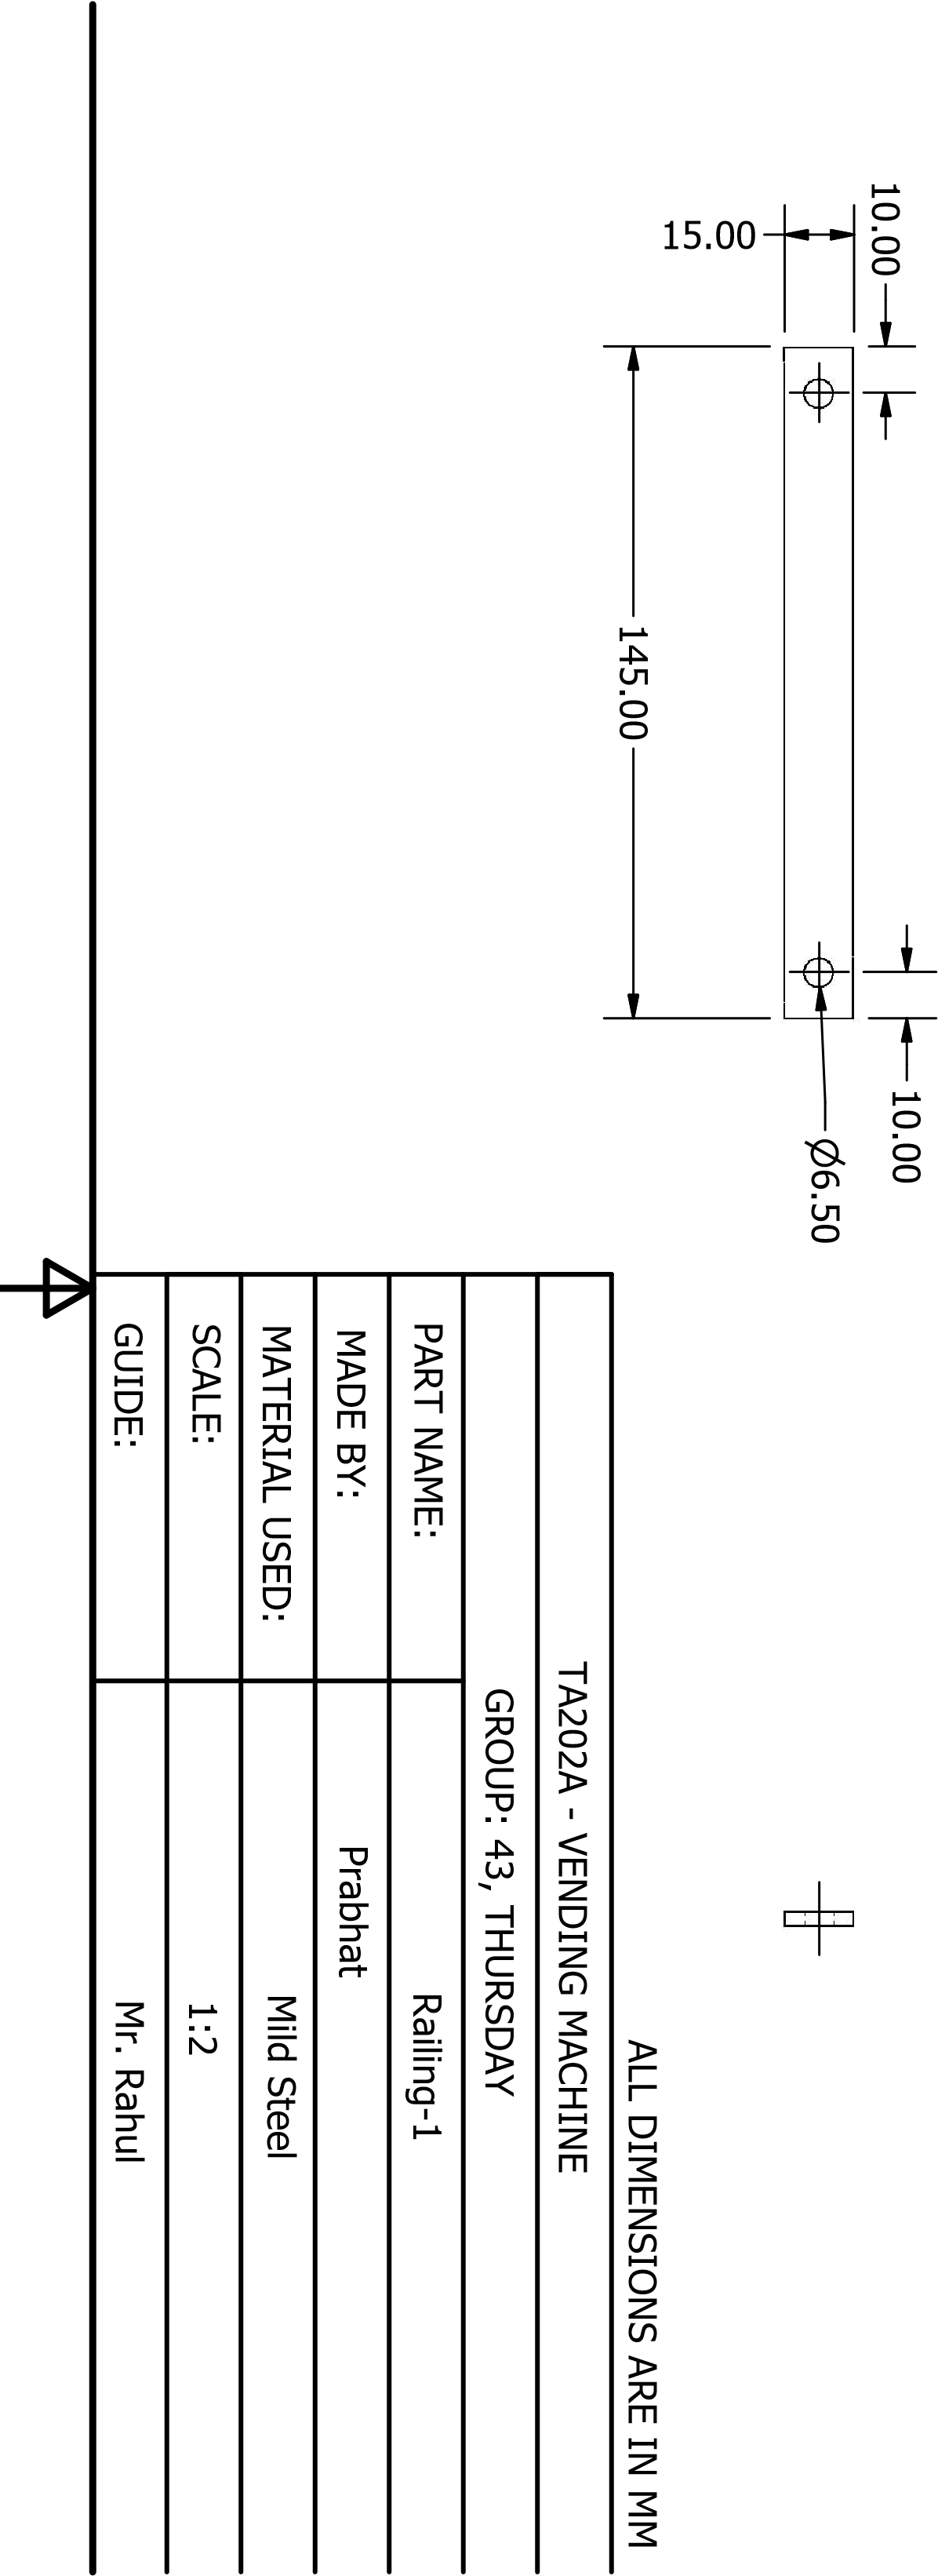 10.00
10.00
15.00
Ø6.50
145.00
ALL DIMENSIONS ARE IN MM
TA202A - VENDING MACHINE
GROUP: 43, THURSDAY
PART NAME: Railing-1
MADE BY: Prabhat
MATERIAL USED: Mild Steel
SCALE: 1:2
GUIDE: Mr. Rahul